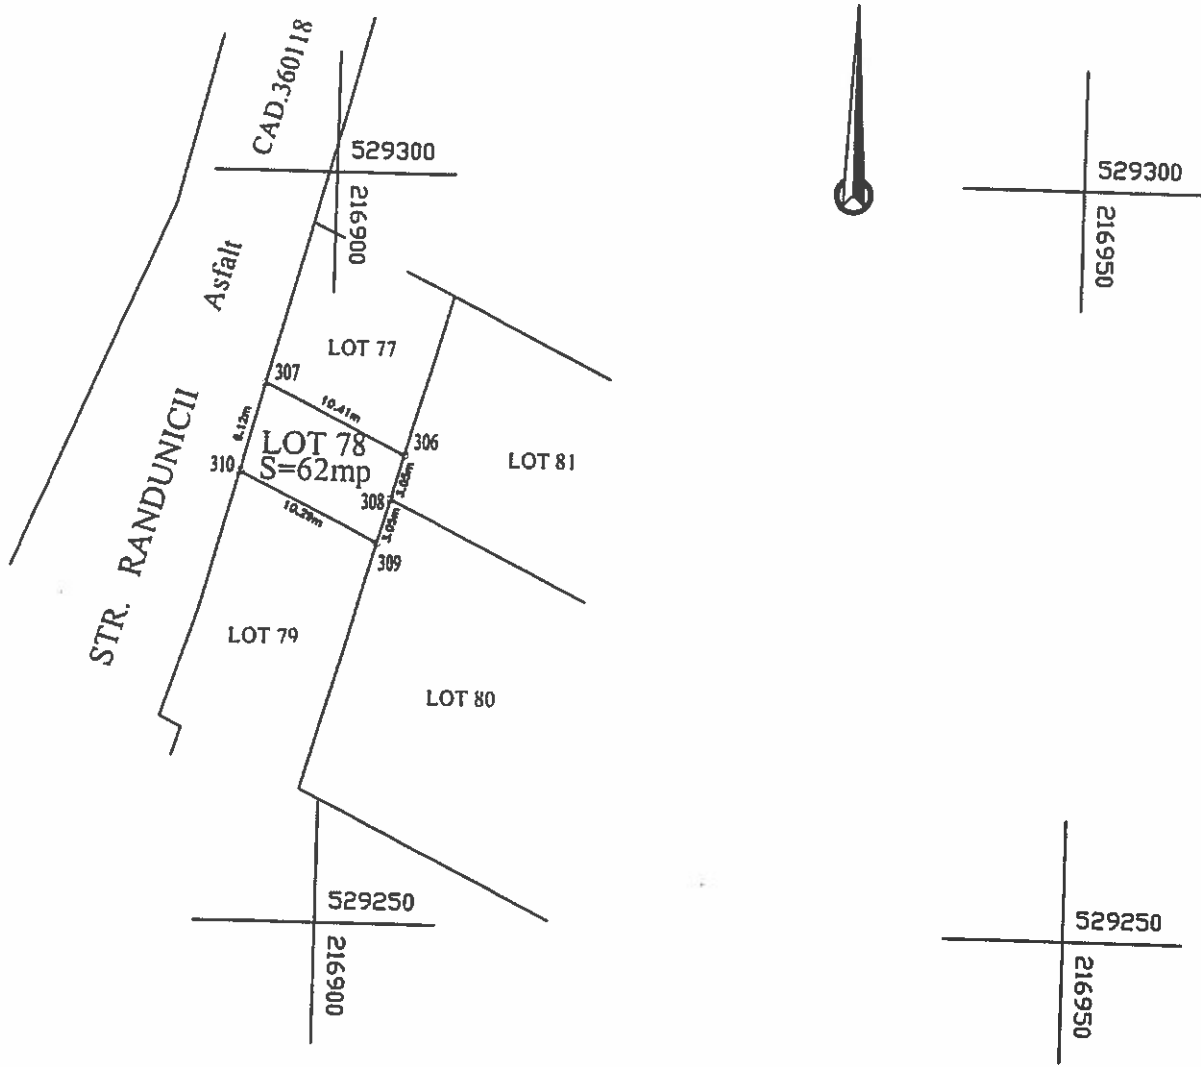 CAD.360118
529300
216900
529300
216950
Asfalt
LOT 77
307
10.41m
6.12m
LOT 78
S=62mp
306
LOT 81
310
3.05m
308
10.29m
3.05m
309
STR. RANDUNICII
LOT 79
LOT 80
529250
216900
529250
216950